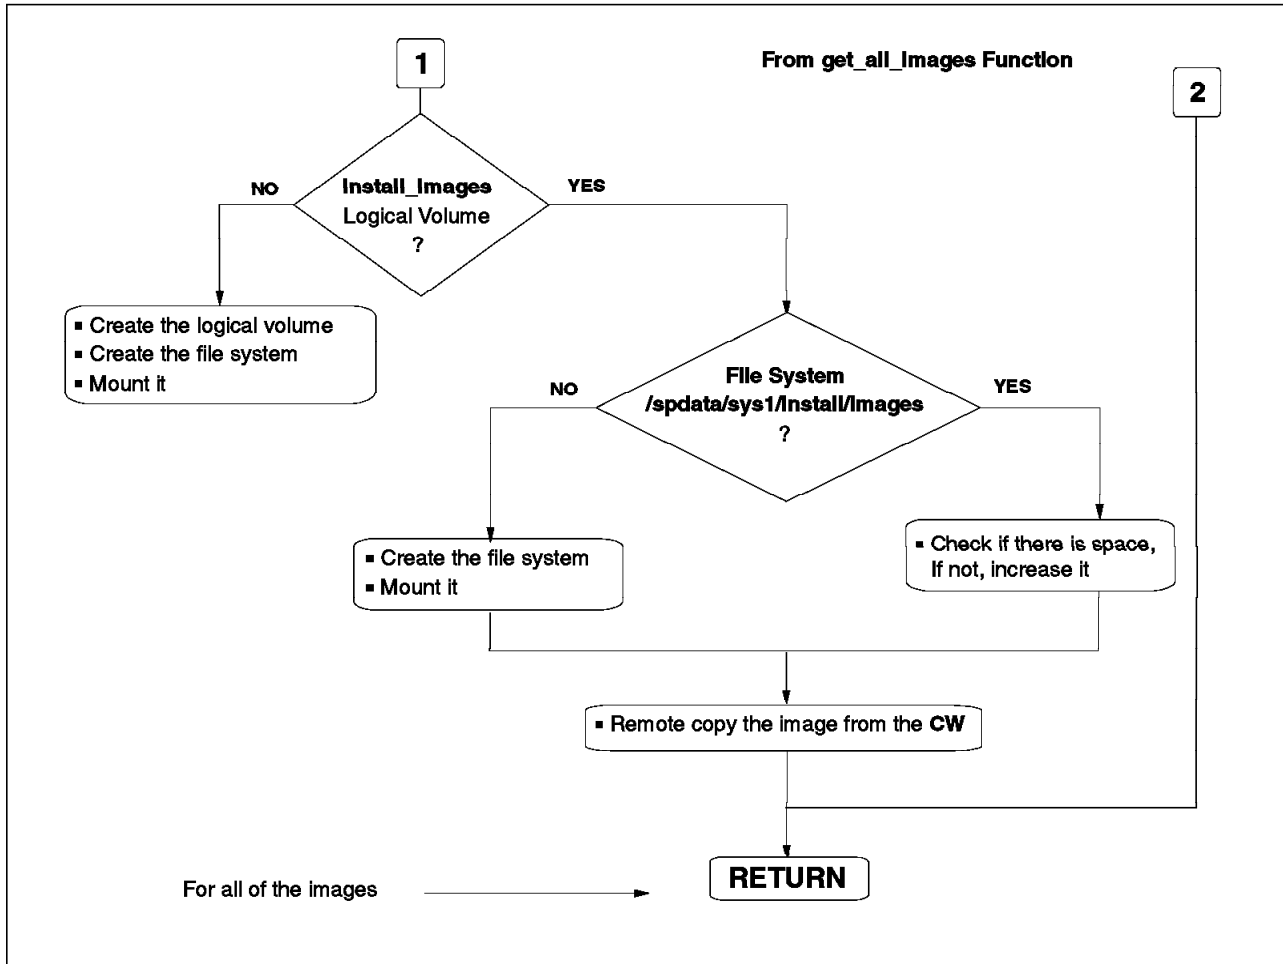 1
From get_all_Images Function
2
NO
YES
Install_Images
Logical Volume
?
▪ Create the logical volume
▪ Create the file system
▪ Mount it
File System
/spdata/sys1/Install/Images
?
NO
YES
▪ Create the file system
▪ Mount it
▪ Check if there is space,
If not, increase it
▪ Remote copy the image from the CW
RETURN
For all of the images